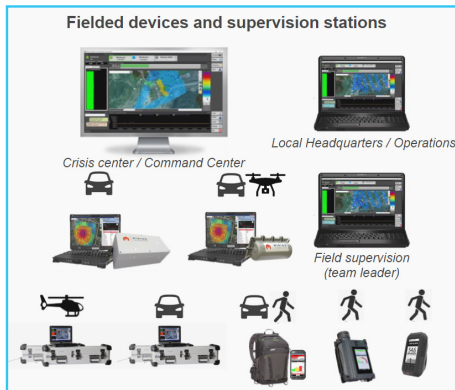 Fielded devices and supervision stations
Crisis center / Command Center
Local Headquarters / Operations
Field supervision
(team leader)